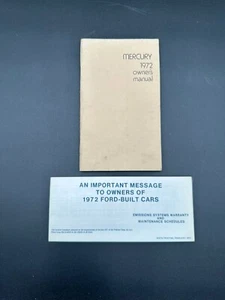 MERCURY
1972
owner's
manual
AN IMPORTANT MESSAGE
TO OWNERS OF
1972 FORD-BUILT CARS
EMISSIONS SYSTEMS WARRANTY
AND
MAINTENANCE SCHEDULES